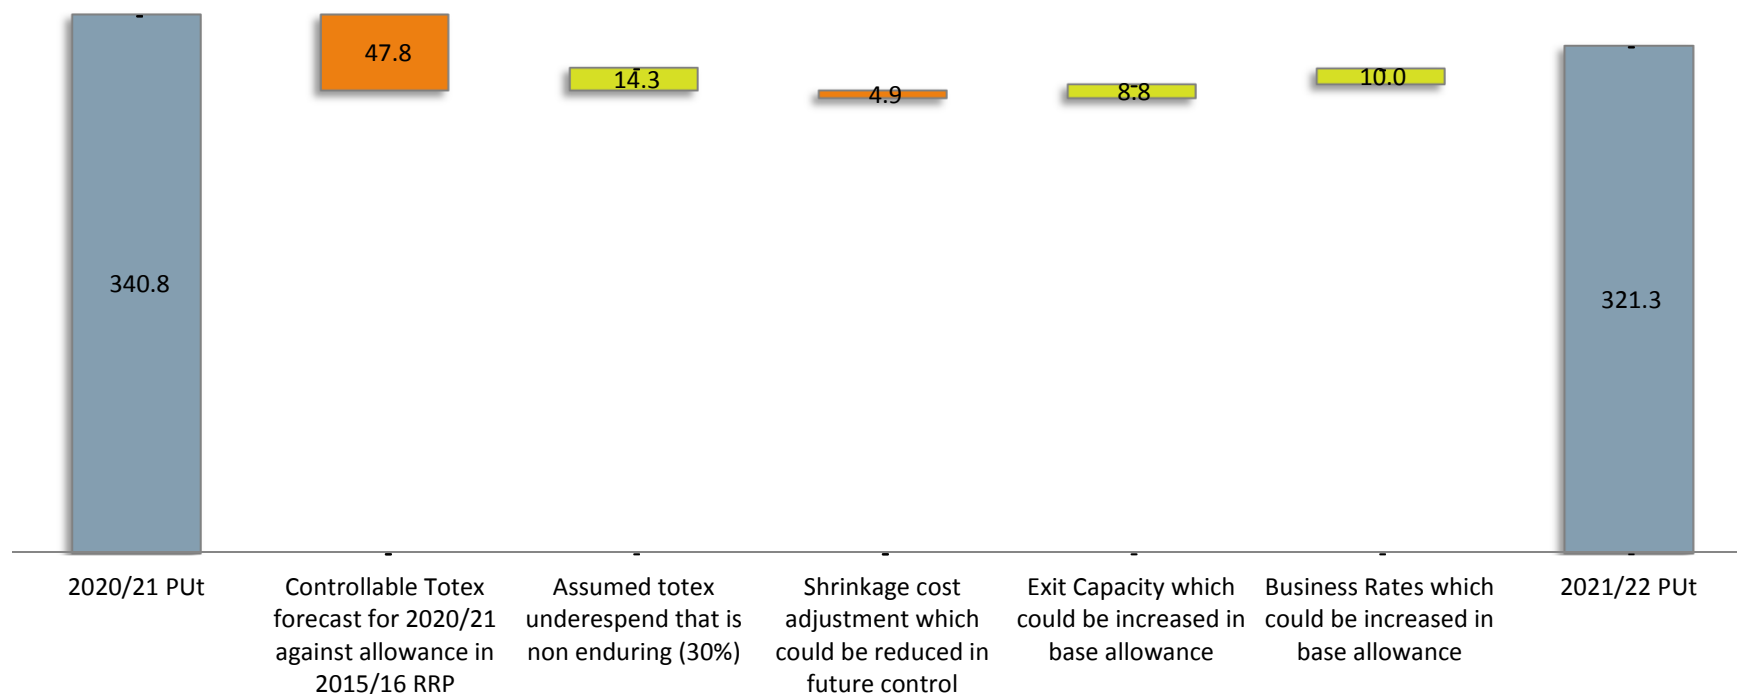 47.8
14.3
4.9
8.8
10.0
340.8
321.3
2020/21 PUt
Controllable Totex
forecast for 2020/21
against allowance in
2015/16 RRP
Assumed totex
underespend that is
non enduring (30%)
Shrinkage cost
adjustment which
could be reduced in
future control
Exit Capacity which
could be increased in
base allowance
Business Rates which
could be increased in
base allowance
2021/22 PUt